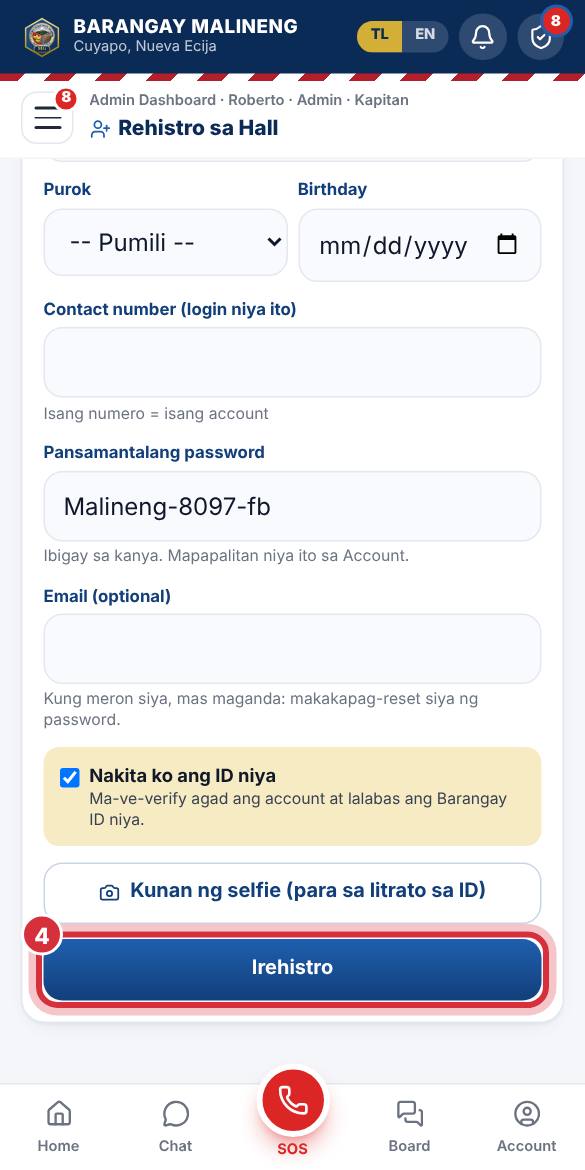 BARANGAY MALINENG
Cuyapo, Nueva Ecija
TL EN
8
8
Admin Dashboard · Roberto · Admin · Kapitan
Rehistro sa Hall
Purok
Birthday
-- Pumili --
mm/dd/yyyy
Contact number (login niya ito)
Isang numero = isang account
Pansamantalang password
Malineng-8097-fb
Ibigay sa kanya. Mapapalitan niya ito sa Account.
Email (optional)
Kung meron siya, mas maganda: makakapag-reset siya ng
password.
Nakita ko ang ID niya
Ma-ve-verify agad ang account at lalabas ang Barangay
ID niya.
Kunan ng selfie (para sa litrato sa ID)
4
Irehistro
Home
Chat
SOS
Board
Account